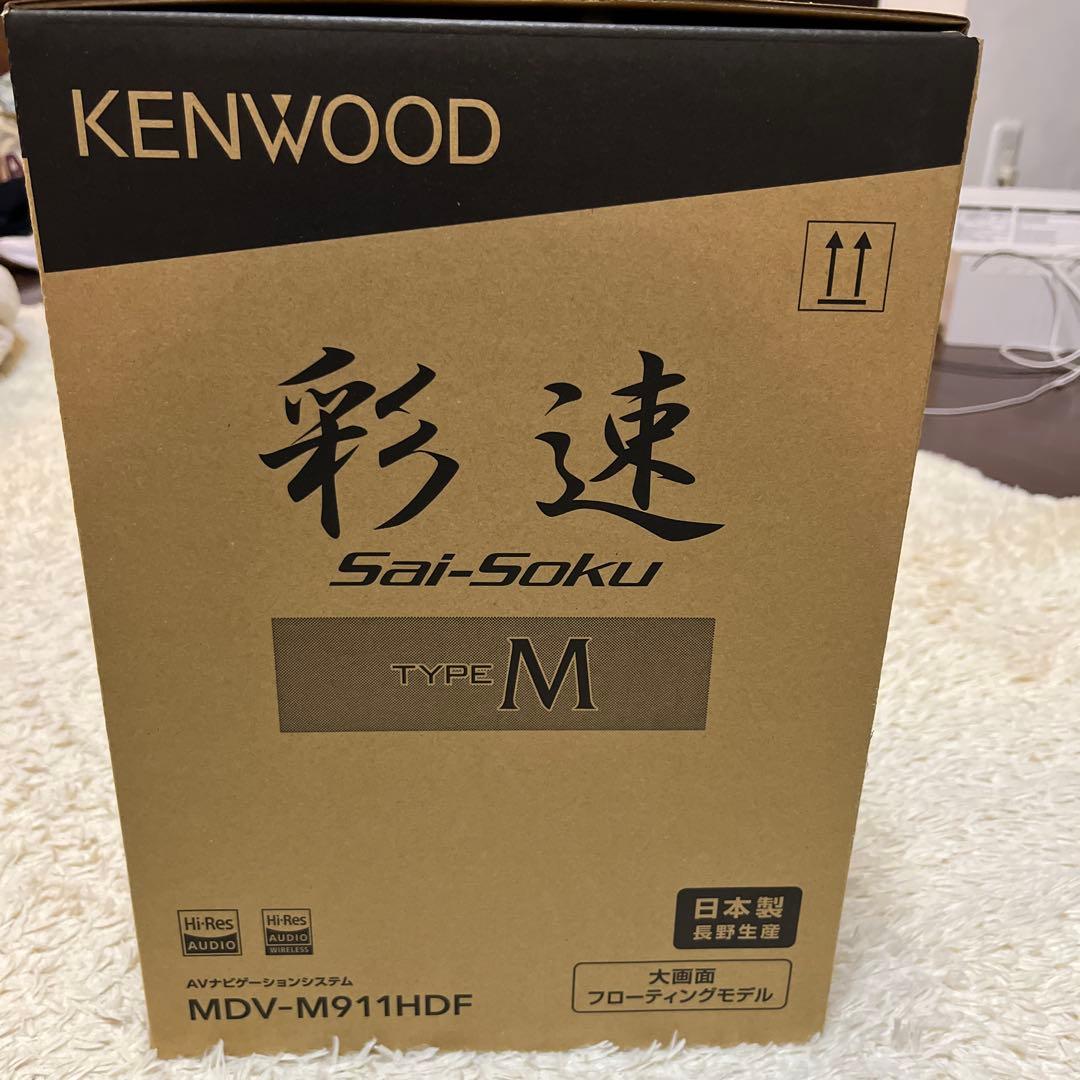 KENWOOD
彩速
Sai-Soku
TYPE M
日本製
長野生産
Hi-Res
AUDIO
Hi-Res
AUDIO
WIRELESS
AVナビゲーションシステム
MDV-M911HDF
大画面
フローティングモデル